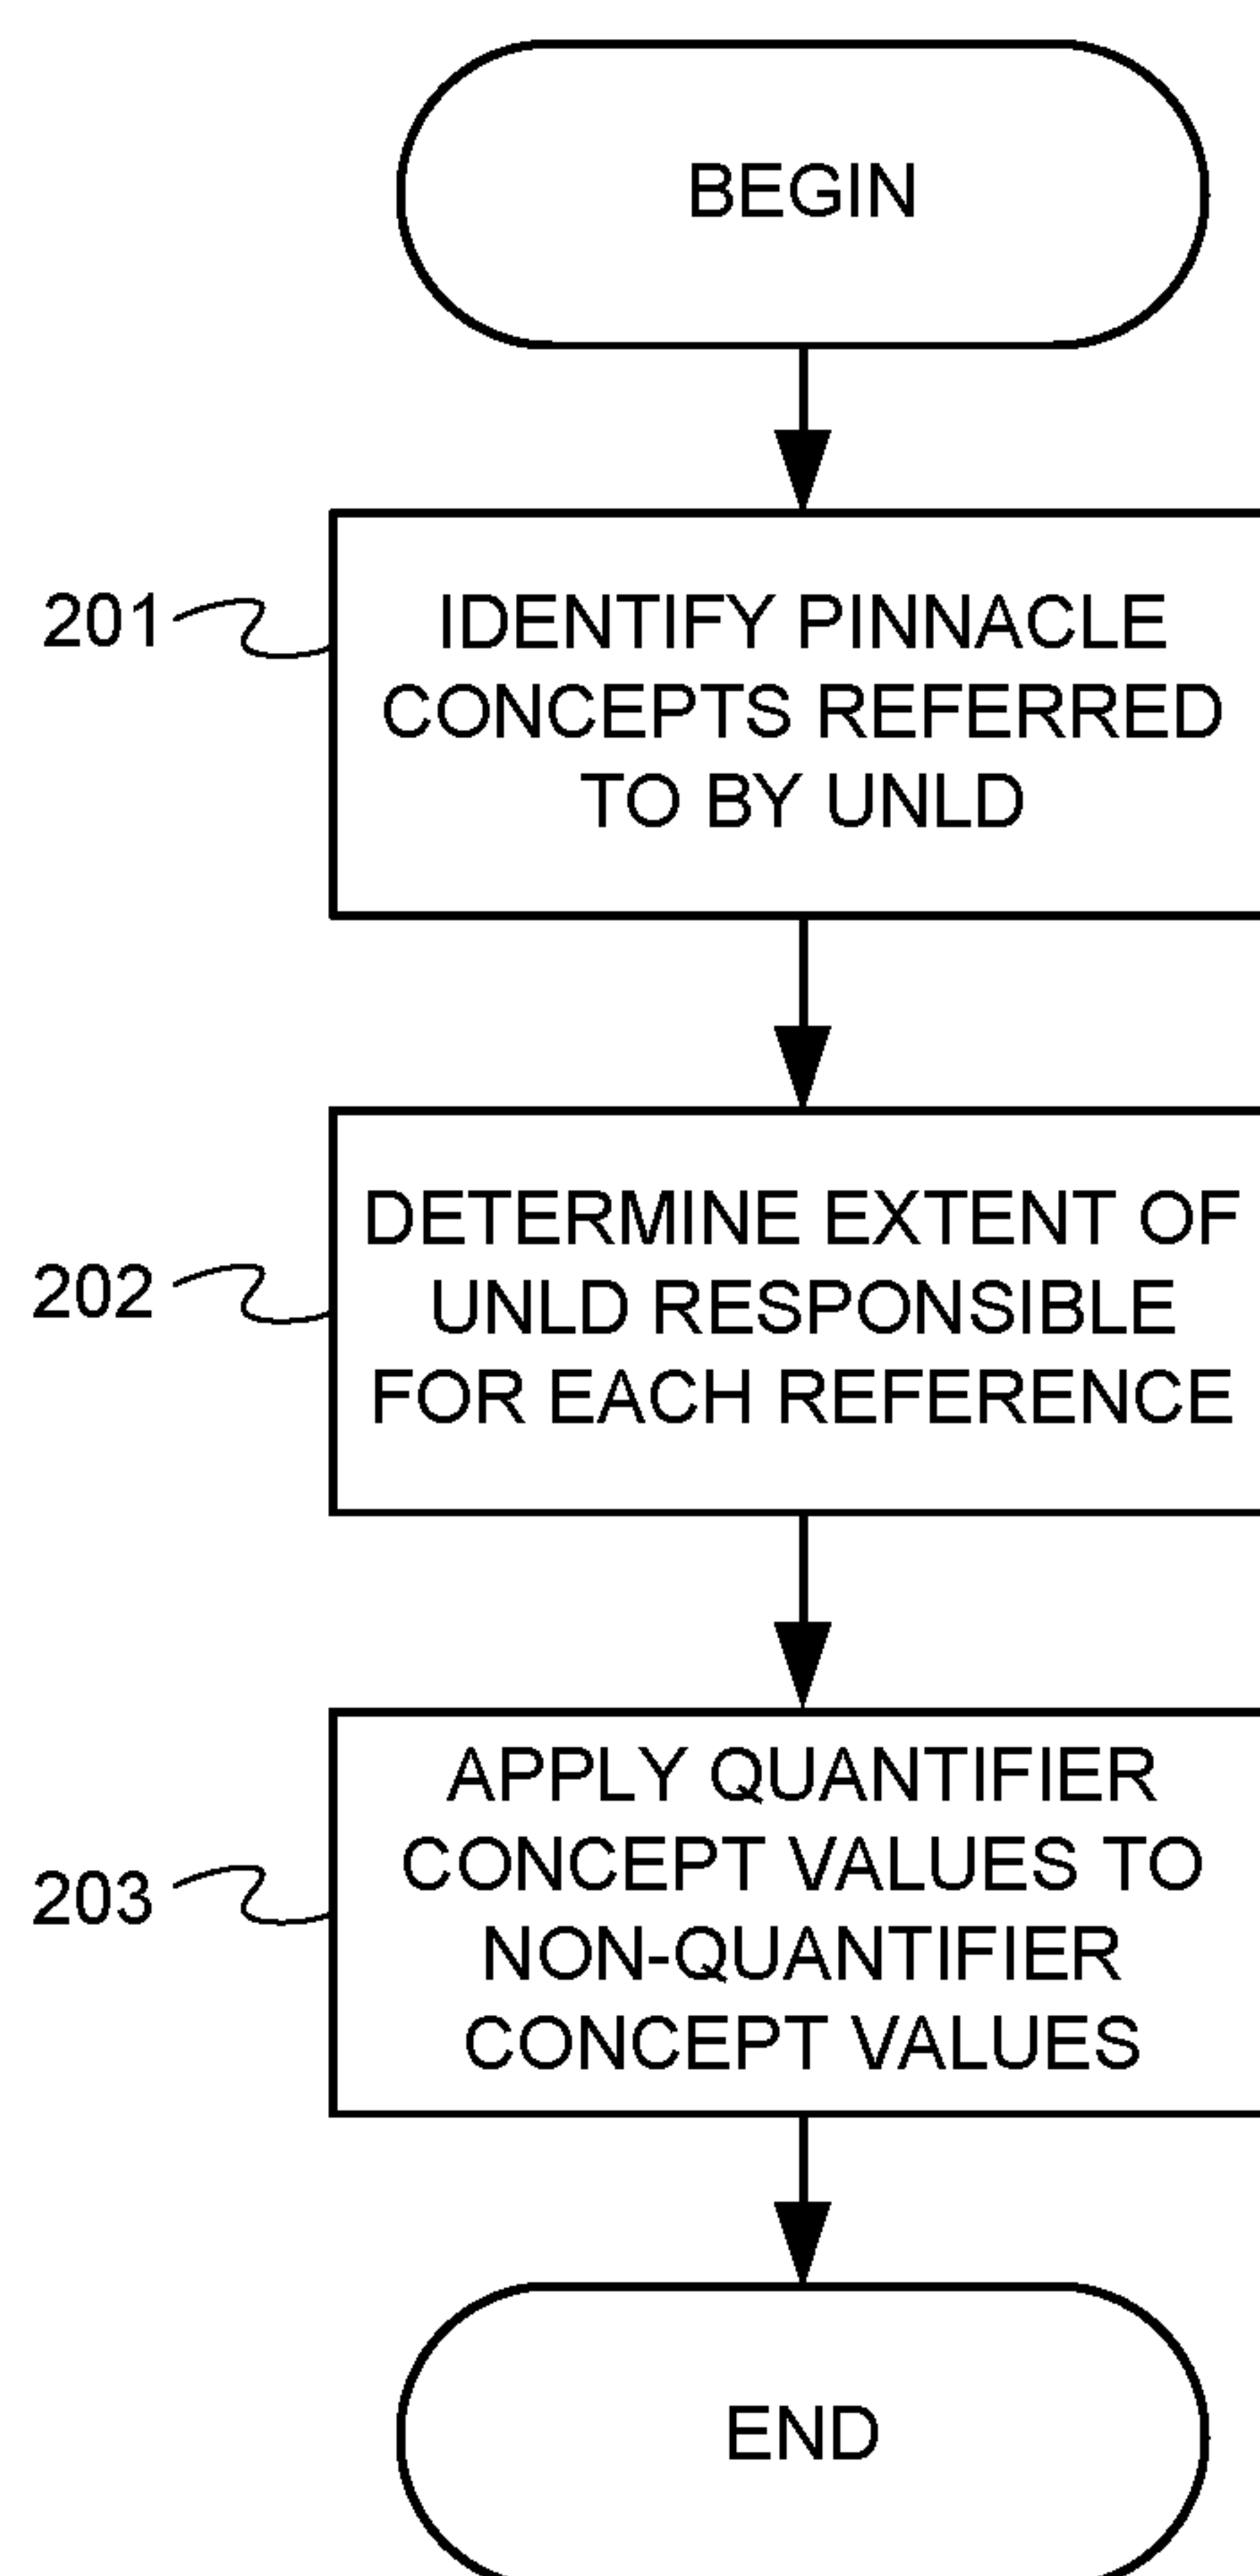 BEGIN
201
IDENTIFY PINNACLE
CONCEPTS REFERRED
TO BY UNLD
202
DETERMINE EXTENT OF
UNLD RESPONSIBLE
FOR EACH REFERENCE
203
APPLY QUANTIFIER
CONCEPT VALUES TO
NON-QUANTIFIER
CONCEPT VALUES
END